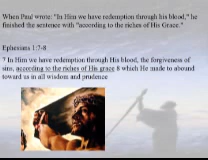 When Paul wrote: "In Him we have redemption through his blood," he
finished the sentence with "according to the riches of His Grace."
Ephesians 1:7-8
7 In Him we have redemption through His blood, the forgiveness of
sins, according to the riches of His grace 8 which He made to abound
toward us in all wisdom and prudence